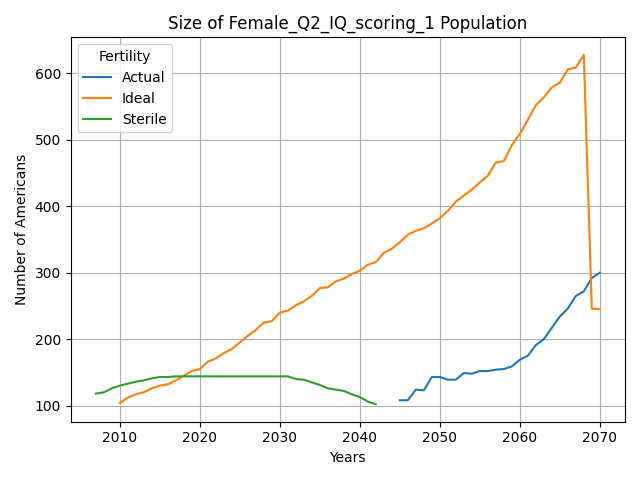 Size of Female_Q2_IQ_scoring_1 Population
Fertility
Actual
Ideal
Sterile
Number of Americans
600
500
400
300
200
100
2010
2020
2030
2040
2050
2060
2070
Years